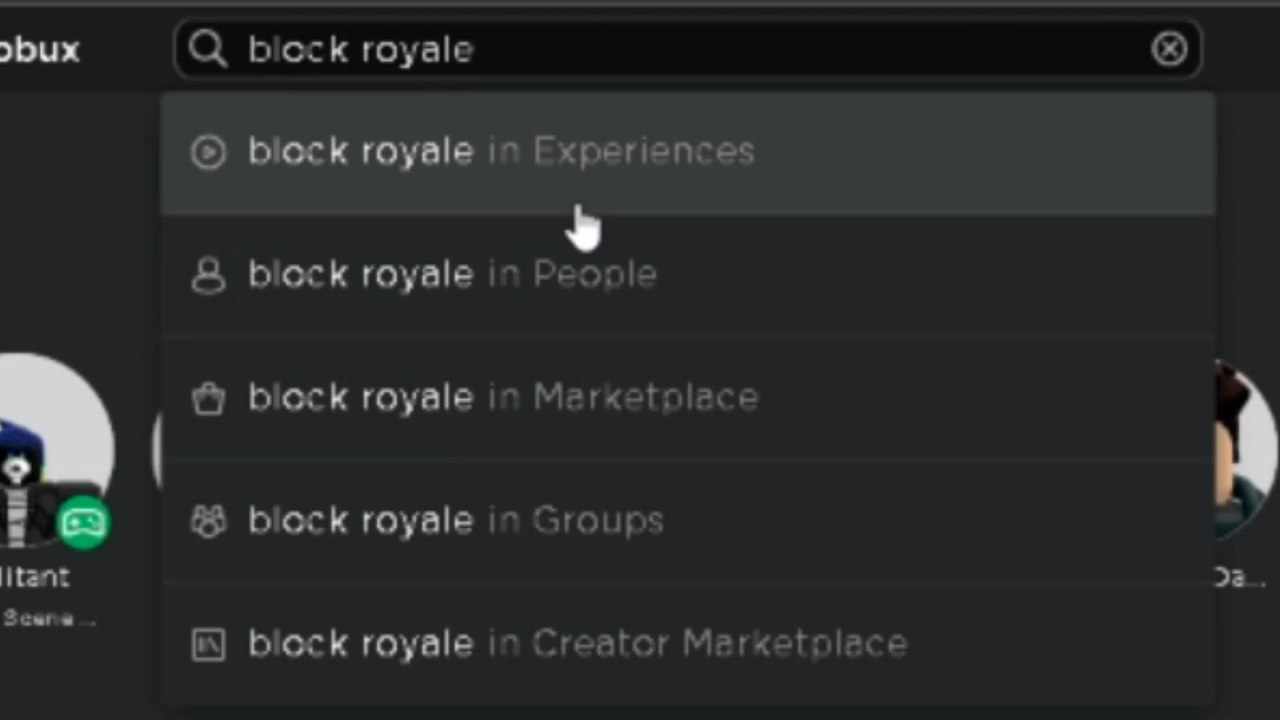 obux
block royale
block royale in Experiences
block royale in People
block royale in Marketplace
block royale in Groups
block royale in Creator Marketplace
litant
Scene ...
Da...